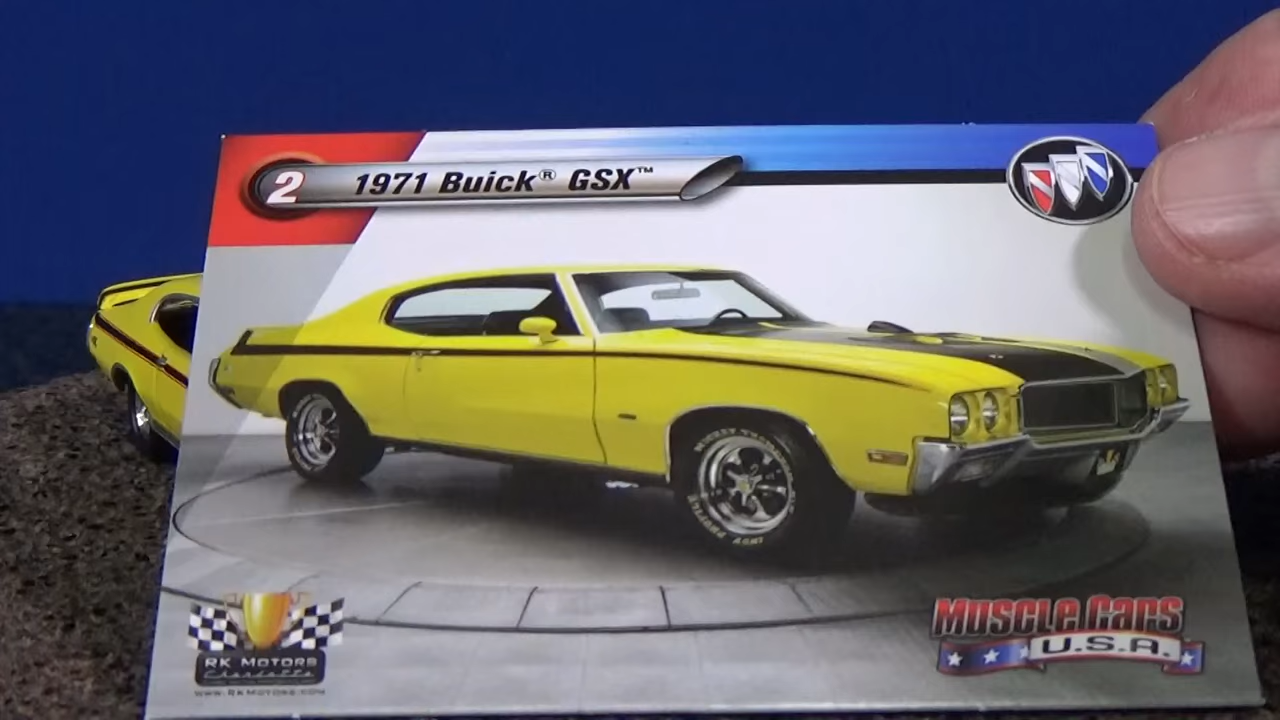 2 1971 Buick® GSX™
RK MOTORS
Charlotte
WWW.RKMOTORS.COM
MUSCLE CARS
U.S.A.